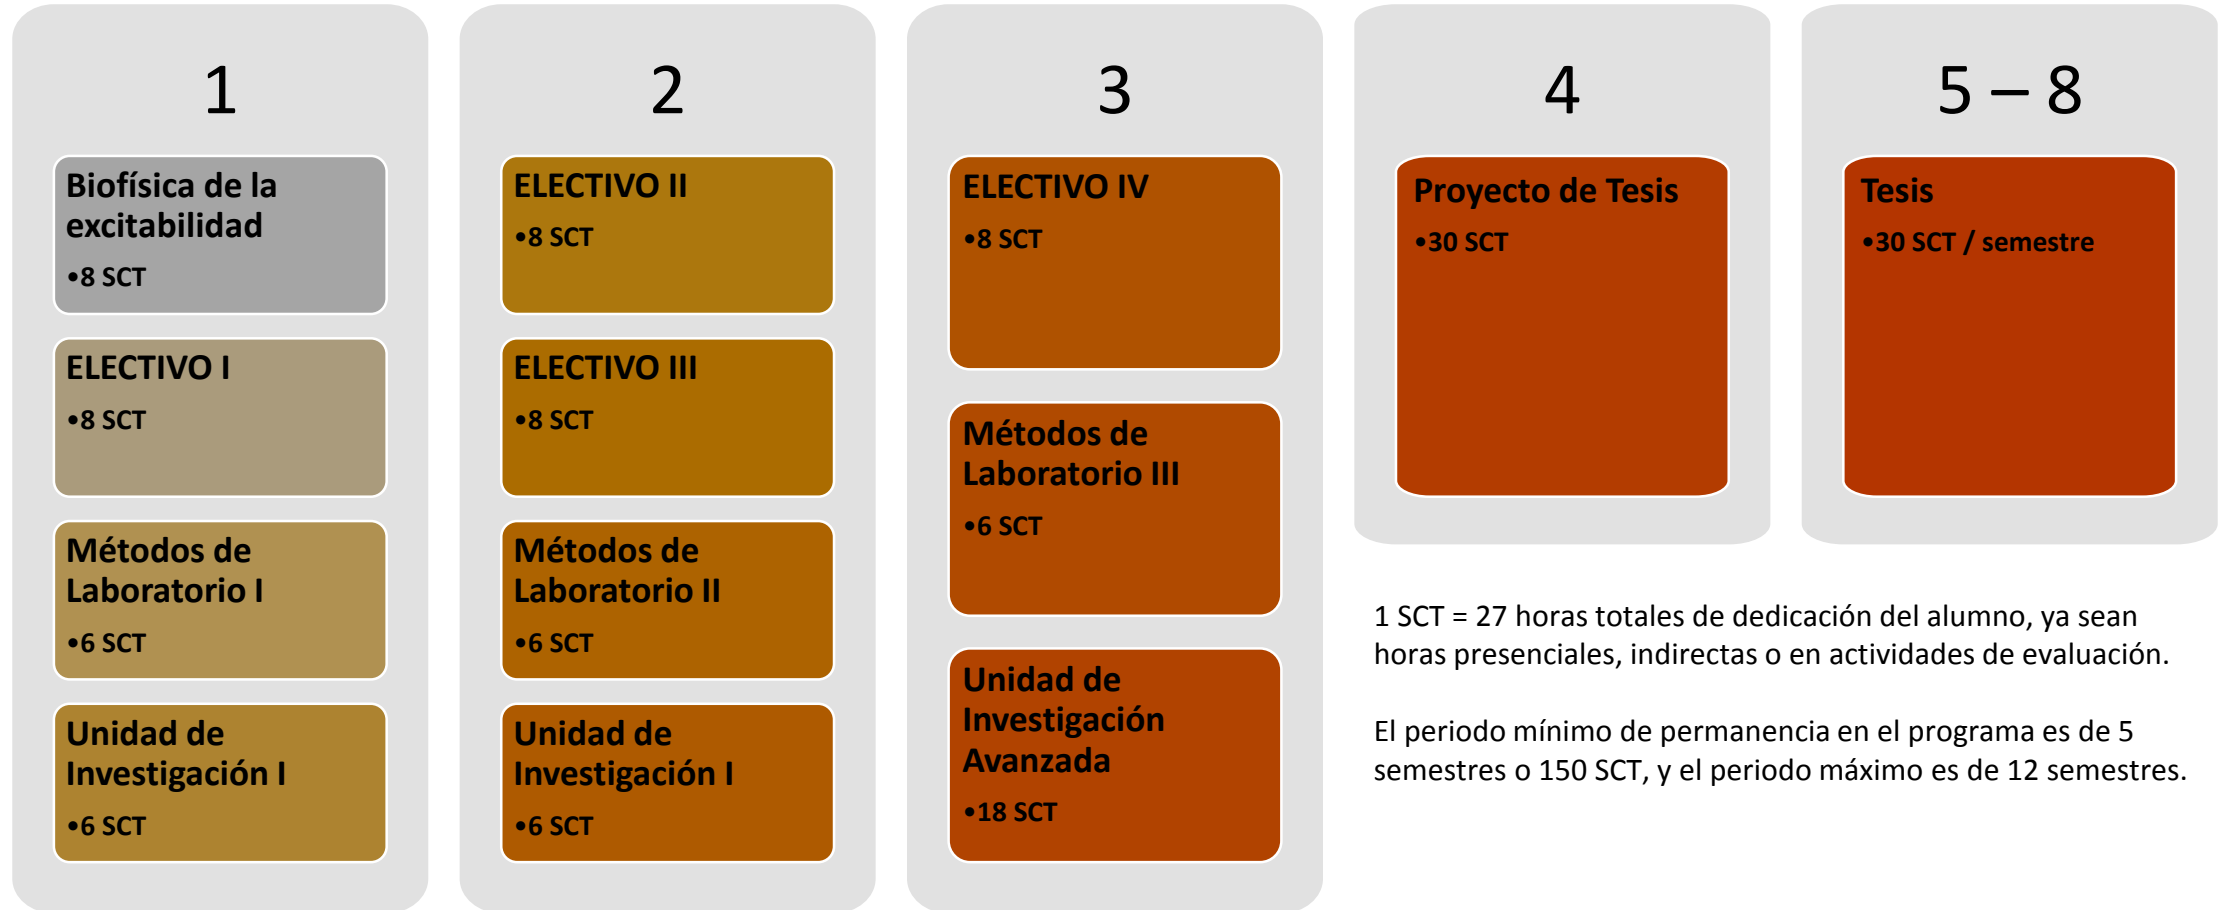 1
Biofísica de la
excitabilidad
•8 SCT
ELECTIVO I
•8 SCT
Métodos de
Laboratorio I
•6 SCT
Unidad de
Investigación I
•6 SCT
2
ELECTIVO II
•8 SCT
ELECTIVO III
•8 SCT
Métodos de
Laboratorio II
•6 SCT
Unidad de
Investigación I
•6 SCT
3
ELECTIVO IV
•8 SCT
Métodos de
Laboratorio III
•6 SCT
Unidad de
Investigación
Avanzada
•18 SCT
4
Proyecto de Tesis
•30 SCT
5 – 8
Tesis
•30 SCT / semestre
1 SCT = 27 horas totales de dedicación del alumno, ya sean
horas presenciales, indirectas o en actividades de evaluación.
El periodo mínimo de permanencia en el programa es de 5
semestres o 150 SCT, y el periodo máximo es de 12 semestres.